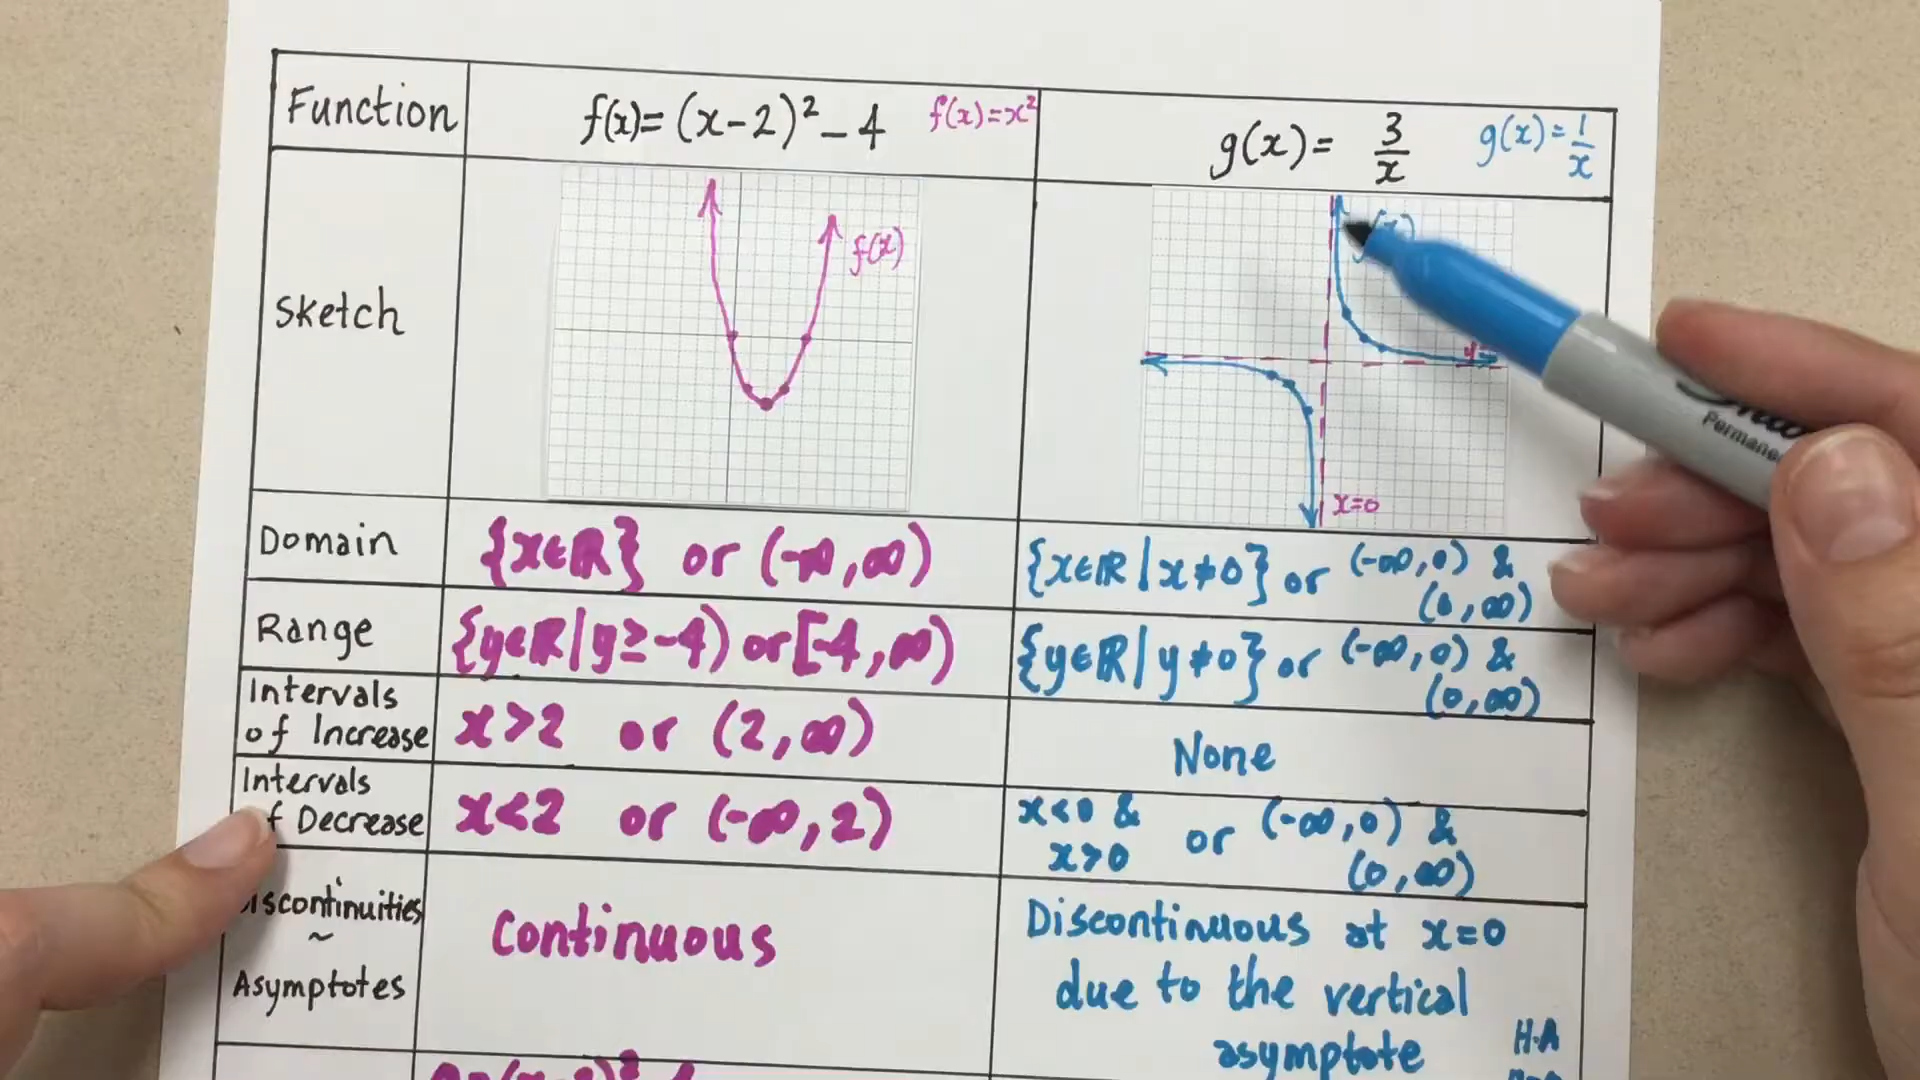 Function
f(x)= (x-2)² - 4
f(x)=x²
g(x)= 3/x
g(x)=1/x
Sketch
f(x)
x=0
Permane
Domain
{x∈ℝ} or (-∞,∞)
{x∈ℝ | x≠0} or (-∞,0) &
(0,∞)
Range
{y∈ℝ | y≥-4) or [-4,∞)
{y∈ℝ | y≠0} or (-∞,0) &
(0,∞)
Intervals
of Increase
x>2 or (2,∞)
None
Intervals
f Decrease
x<2 or (-∞,2)
x<0 &
x>0
or (-∞,0) &
(0,∞)
iscontinuities
~
Asymptotes
Continuous
Discontinuous at x=0
due to the vertical
asymptote
H.A